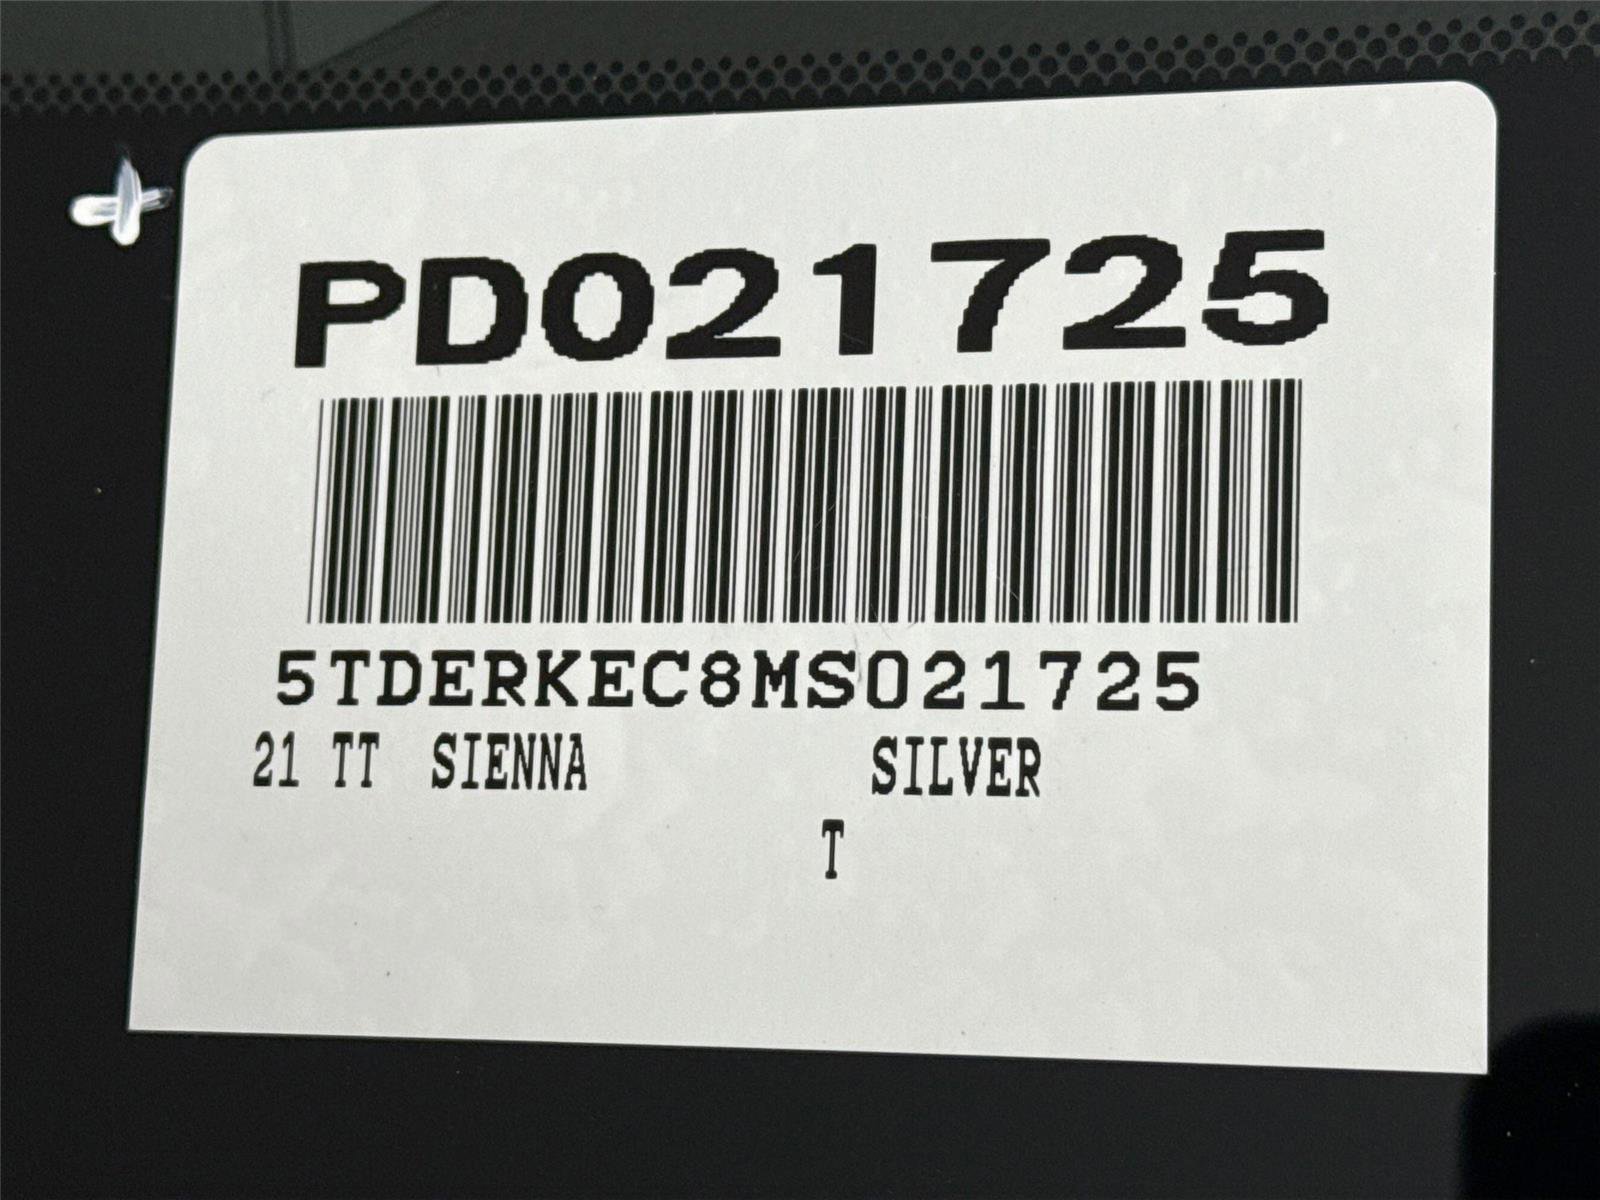 PD021725
5TDERKEC8MS021725
21 TT SIENNA SILVER
T